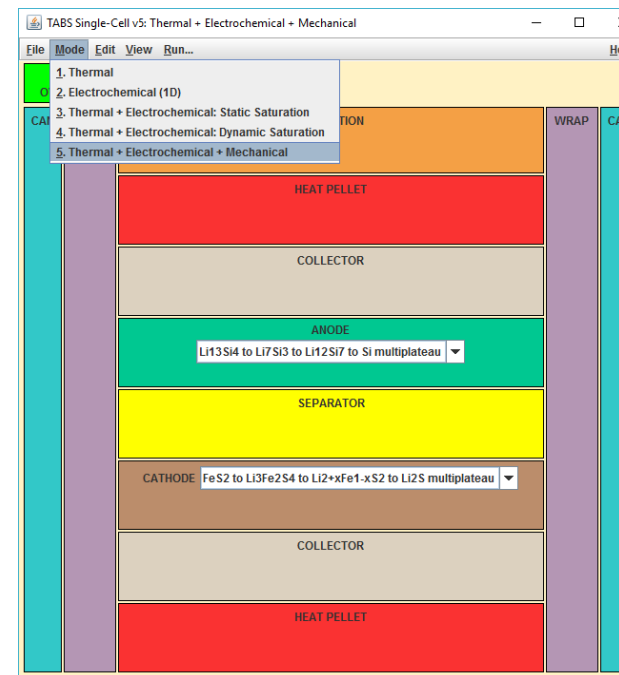 TABS Single-Cell v5: Thermal + Electrochemical + Mechanical
File Mode Edit View Run...
1. Thermal
2. Electrochemical (1D)
3. Thermal + Electrochemical: Static Saturation
4. Thermal + Electrochemical: Dynamic Saturation
5. Thermal + Electrochemical + Mechanical
WRAP
HEAT PELLET
COLLECTOR
ANODE
Li13Si4 to Li7Si3 to Li12Si7 to Si multiplateau
SEPARATOR
CATHODE FeS2 to Li3Fe2S4 to Li2+xFe1-xS2 to Li2S multiplateau
COLLECTOR
HEAT PELLET